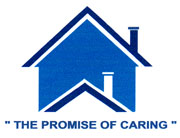 " THE PROMISE OF CARING "